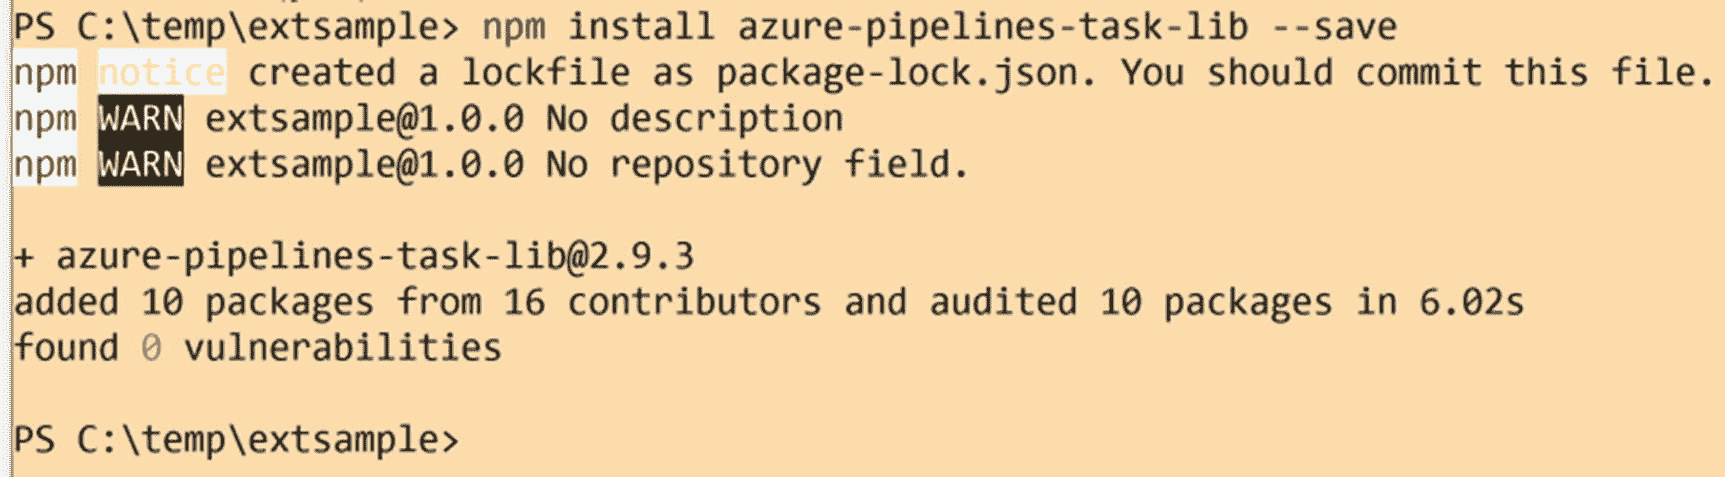 PS C:\temp\extsample> npm install azure-pipelines-task-lib --save
npm notice created a lockfile as package-lock.json. You should commit this file.
npm WARN extsample@1.0.0 No description
npm WARN extsample@1.0.0 No repository field.
+ azure-pipelines-task-lib@2.9.3
added 10 packages from 16 contributors and audited 10 packages in 6.02s
found 0 vulnerabilities
PS C:\temp\extsample>